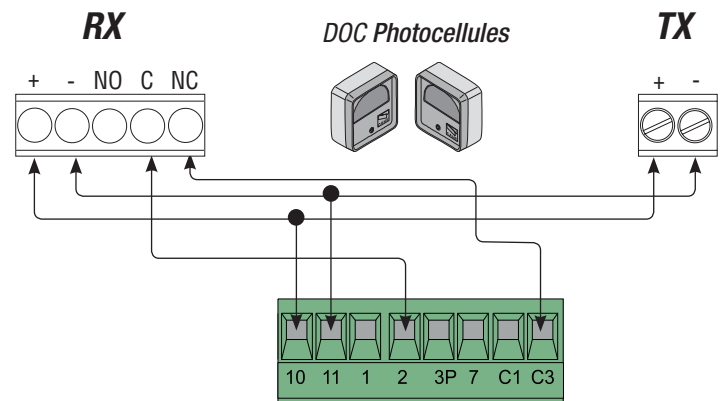 RX DOC Photocellules TX
+ - NO C NC + -
10 11 1 2 3P 7 C1 C3